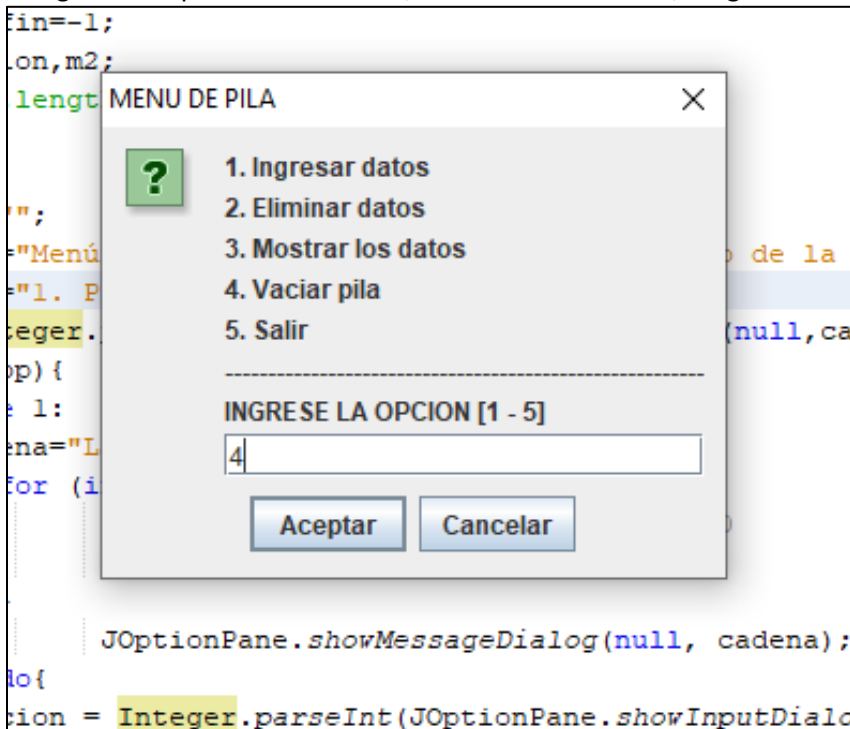 fin=-1;
ion,m2;
lengt
MENU DE PILA
1. Ingresar datos
2. Eliminar datos
3. Mostrar los datos
4. Vaciar pila
5. Salir
INGRESE LA OPCION [1 - 5]
4
Aceptar Cancelar
"";
="Menú de la
="1. P
teger. (null,ca
op){
e 1:
ena="L
for (i
JOptionPane.showMessageDialog(null, cadena);
do{
cion = Integer.parseInt(JOptionPane.showInputDialo